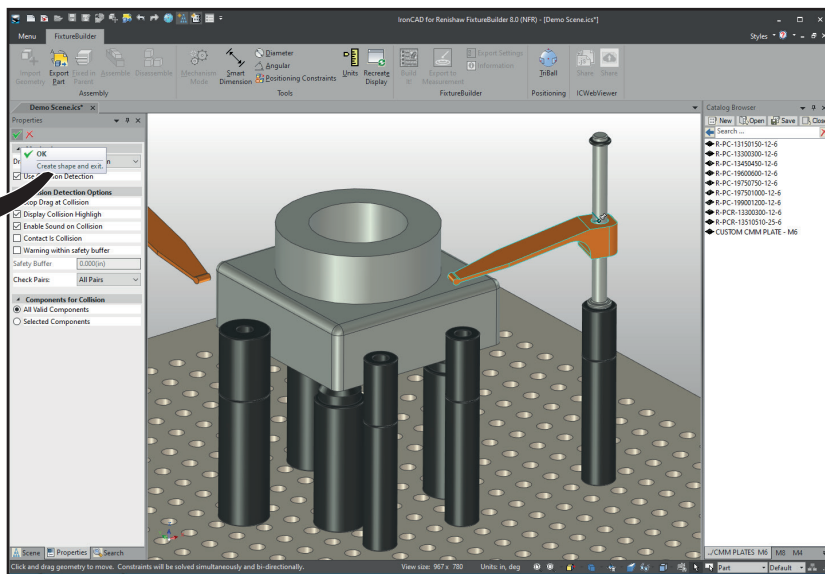 IronCAD for Renishaw FixtureBuilder 8.0 (NFR) - [Demo Scene.ics*]
Menu FixtureBuilder Styles
Import Geometry Export Part Fixed in Parent Assemble Disassemble
Assembly
Mechanism Mode Smart Dimension
Diameter
Angular
Positioning Constraints
Units Recreate Display
Tools
Build It Export to Measurement
Export Settings
Information
FixtureBuilder
TriBall
Positioning
Share Share
ICWebViewer
Demo Scene.ics*
Properties
OK
Create shape and exit.
Collision Detection Options
Display Collision Highligh
Enable Sound on Collision
Contact Is Collision
Warning within safety buffer
Safety Buffer 0.000(in)
Check Pairs: All Pairs
Components for Collision
All Valid Components
Selected Components
Scene Properties Search
Catalog Browser
New Open Save Close
Search ...
R-PC-13150150-12-6
R-PC-13300300-12-6
R-PC-13450450-12-6
R-PC-19600600-12-6
R-PC-19750750-12-6
R-PC-197501000-12-6
R-PC-199001200-12-6
R-PCR-13300300-12-6
R-PCR-13510510-25-6
CUSTOM CMM PLATE - M6
../CMM PLATES M6 M8 M4
Click and drag geometry to move. Constraints will be solved simultaneously and bi-directionally. View size: 967 x 780 Units: in, deg Part Default